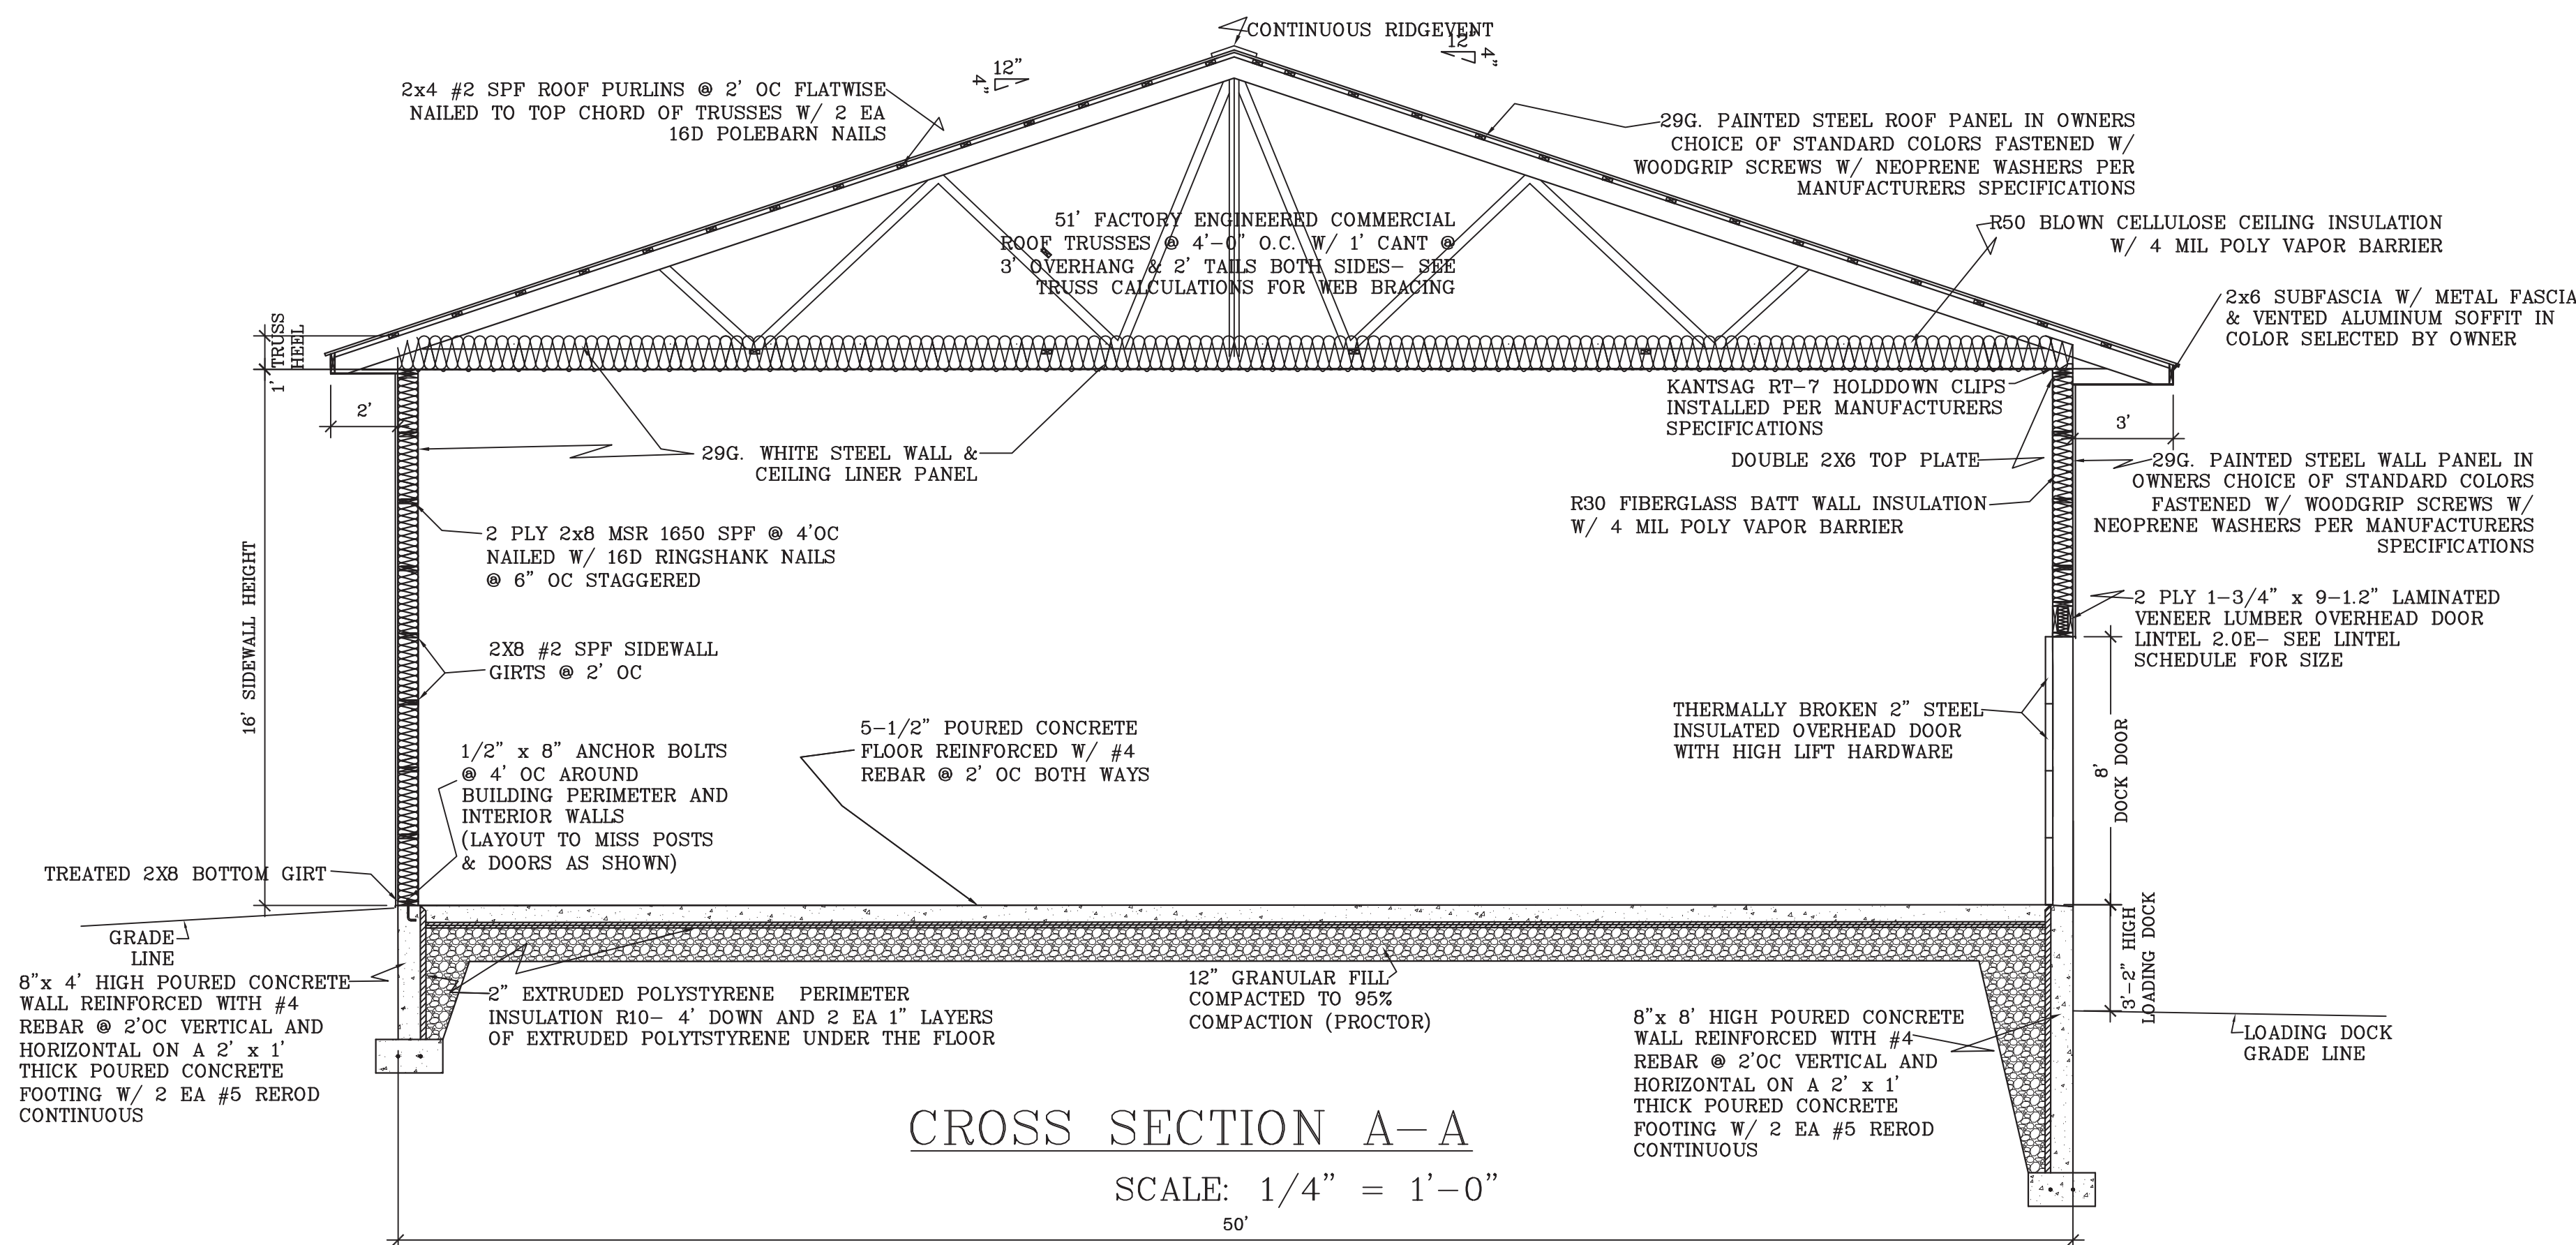 CONTINUOUS RIDGEVENT
12"
4"
12"
4"
2x4 #2 SPF ROOF PURLINS @ 2' OC FLATWISE
NAILED TO TOP CHORD OF TRUSSES W/ 2 EA
16D POLEBARN NAILS
29G. PAINTED STEEL ROOF PANEL IN OWNERS
CHOICE OF STANDARD COLORS FASTENED W/
WOODGRIP SCREWS W/ NEOPRENE WASHERS PER
MANUFACTURERS SPECIFICATIONS
51' FACTORY ENGINEERED COMMERCIAL
ROOF TRUSSES @ 4'-0" O.C. W/ 1' CANT @
3' OVERHANG & 2' TAILS BOTH SIDES- SEE
TRUSS CALCULATIONS FOR WEB BRACING
R50 BLOWN CELLULOSE CEILING INSULATION
W/ 4 MIL POLY VAPOR BARRIER
2x6 SUBFASCIA W/ METAL FASCIA
& VENTED ALUMINUM SOFFIT IN
COLOR SELECTED BY OWNER
1' TRUSS
HEEL
2'
KANTSAG RT-7 HOLDDOWN CLIPS
INSTALLED PER MANUFACTURERS
SPECIFICATIONS
3'
29G. WHITE STEEL WALL &
CEILING LINER PANEL
DOUBLE 2X6 TOP PLATE
29G. PAINTED STEEL WALL PANEL IN
OWNERS CHOICE OF STANDARD COLORS
FASTENED W/ WOODGRIP SCREWS W/
NEOPRENE WASHERS PER MANUFACTURERS
SPECIFICATIONS
R30 FIBERGLASS BATT WALL INSULATION
W/ 4 MIL POLY VAPOR BARRIER
2 PLY 2x8 MSR 1650 SPF @ 4'OC
NAILED W/ 16D RINGSHANK NAILS
@ 6" OC STAGGERED
16' SIDEWALL HEIGHT
2 PLY 1-3/4" x 9-1.2" LAMINATED
VENEER LUMBER OVERHEAD DOOR
LINTEL 2.0E- SEE LINTEL
SCHEDULE FOR SIZE
2X8 #2 SPF SIDEWALL
GIRTS @ 2' OC
THERMALLY BROKEN 2" STEEL
INSULATED OVERHEAD DOOR
WITH HIGH LIFT HARDWARE
8'
DOCK DOOR
5-1/2" POURED CONCRETE
FLOOR REINFORCED W/ #4
REBAR @ 2' OC BOTH WAYS
1/2" x 8" ANCHOR BOLTS
@ 4' OC AROUND
BUILDING PERIMETER AND
INTERIOR WALLS
(LAYOUT TO MISS POSTS
& DOORS AS SHOWN)
TREATED 2X8 BOTTOM GIRT
GRADE
LINE
8"x 4' HIGH POURED CONCRETE
WALL REINFORCED WITH #4
REBAR @ 2'OC VERTICAL AND
HORIZONTAL ON A 2' x 1'
THICK POURED CONCRETE
FOOTING W/ 2 EA #5 REROD
CONTINUOUS
2" EXTRUDED POLYSTYRENE PERIMETER
INSULATION R10- 4' DOWN AND 2 EA 1" LAYERS
OF EXTRUDED POLYTSTYRENE UNDER THE FLOOR
12" GRANULAR FILL
COMPACTED TO 95%
COMPACTION (PROCTOR)
8"x 8' HIGH POURED CONCRETE
WALL REINFORCED WITH #4
REBAR @ 2'OC VERTICAL AND
HORIZONTAL ON A 2' x 1'
THICK POURED CONCRETE
FOOTING W/ 2 EA #5 REROD
CONTINUOUS
3'-2" HIGH
LOADING DOCK
LOADING DOCK
GRADE LINE
CROSS SECTION A-A
SCALE: 1/4" = 1'-0"
50'